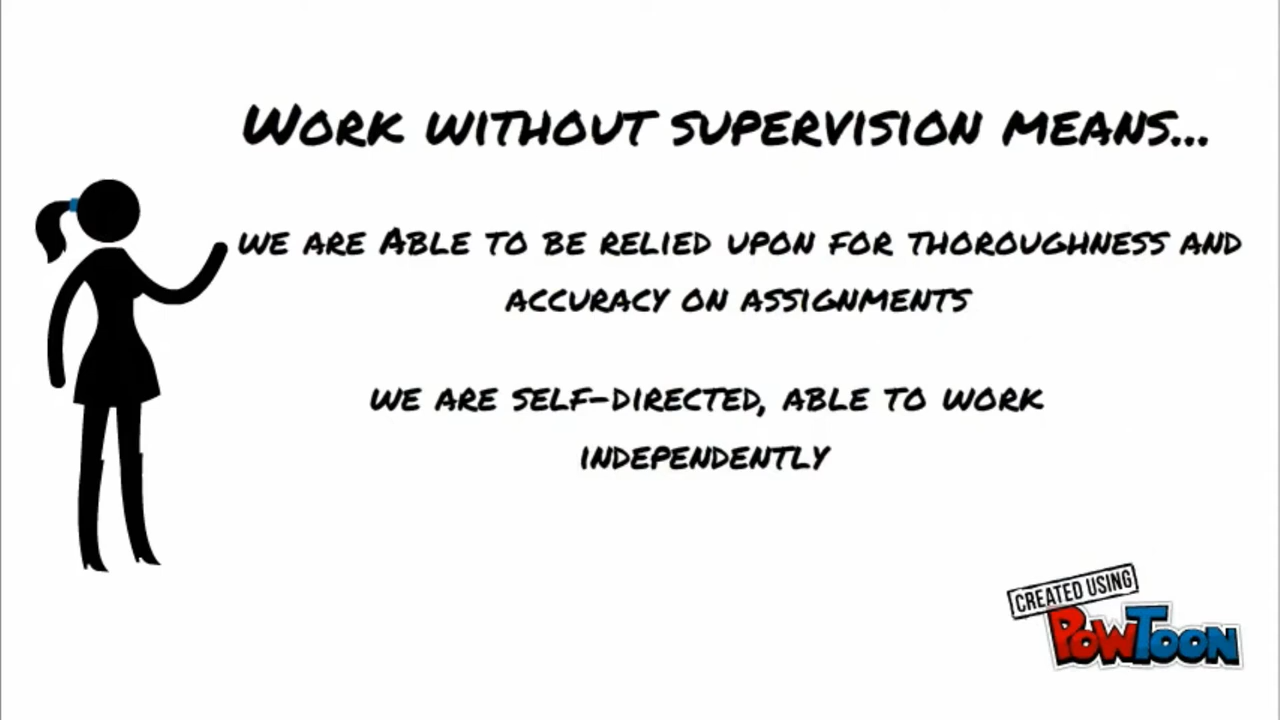 Work without supervision means...
we are Able to be relied upon for thoroughness and
accuracy on assignments
we are self-directed, able to work
independently
CREATED USING
PowToon